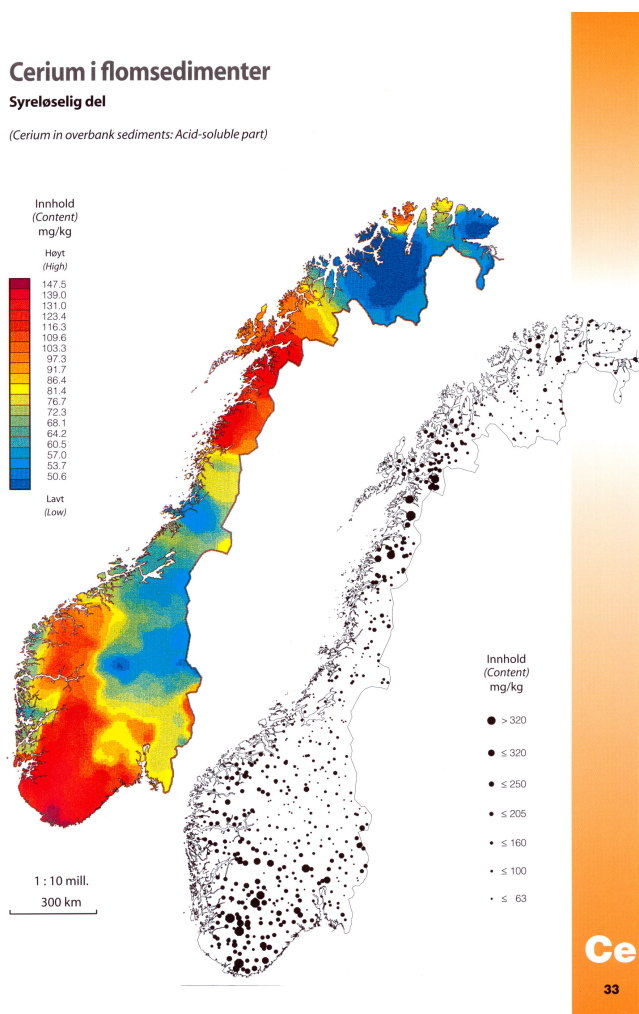 Cerium i flomsedimenter
Syreløselig del
(Cerium in overbank sediments: Acid-soluble part)
Innhold
(Content)
mg/kg
Høyt
(High)
147.5
139.0
131.0
123.4
116.3
109.6
103.3
97.3
91.7
86.4
81.4
76.7
72.3
68.1
64.2
60.5
57.0
53.7
50.6
Lavt
(Low)
Innhold
(Content)
mg/kg
> 320
≤ 320
≤ 250
≤ 205
≤ 160
≤ 100
≤ 63
1 : 10 mill.
300 km
Ce
33